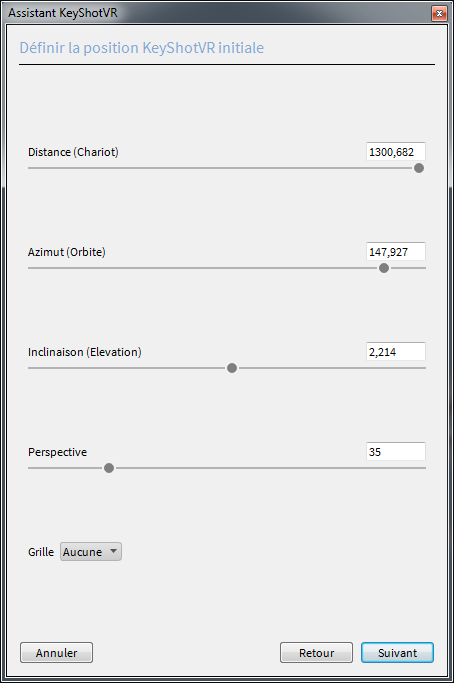 Assistant KeyShotVR
Définir la position KeyShotVR initiale
Distance (Chariot) 1300,682
Azimut (Orbite) 147,927
Inclinaison (Elevation) 2,214
Perspective 35
Grille Aucune
Annuler Retour Suivant